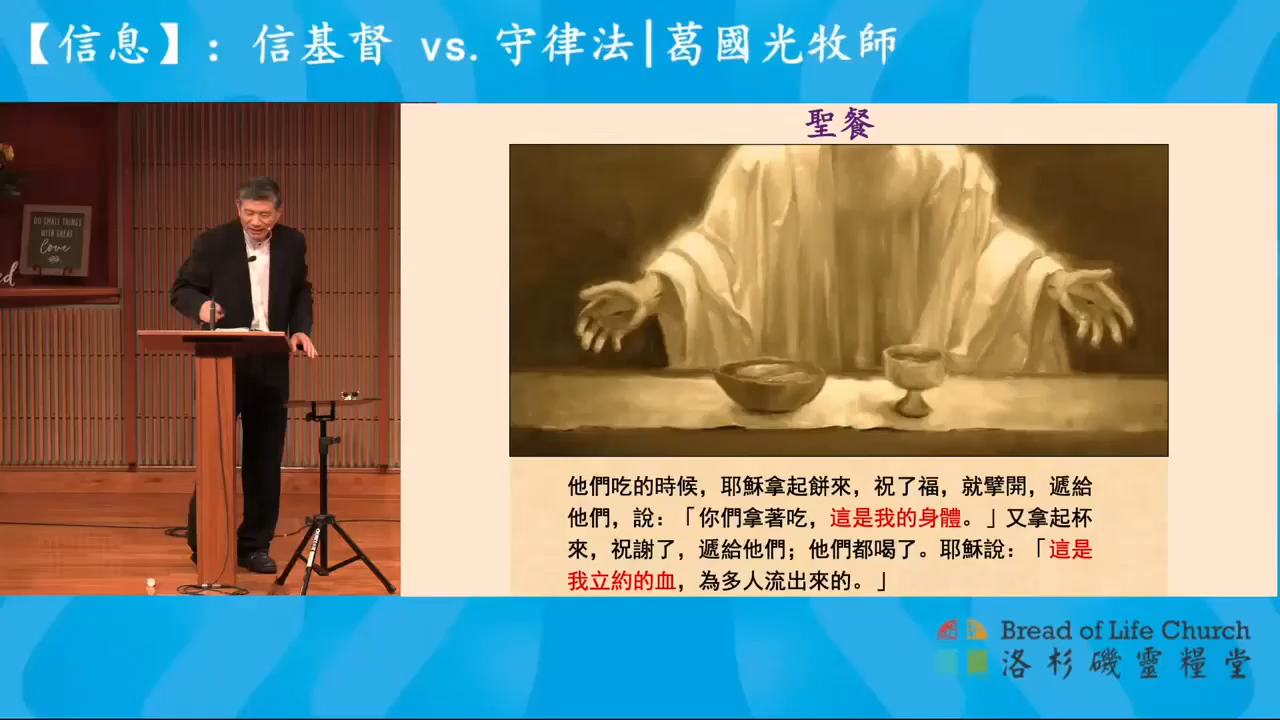 【信息】：信基督 vs. 守律法|葛國光牧師
聖餐
DO SMALL THINGS
WITH GREAT
Love
ed
他們吃的時候，耶穌拿起餅來，祝了福，就擘開，遞給
他們，說：「你們拿著吃，這是我的身體。」又拿起杯
來，祝謝了，遞給他們；他們都喝了。耶穌說：「這是
我立約的血，為多人流出來的。」
Bread of Life Church
洛杉磯靈糧堂